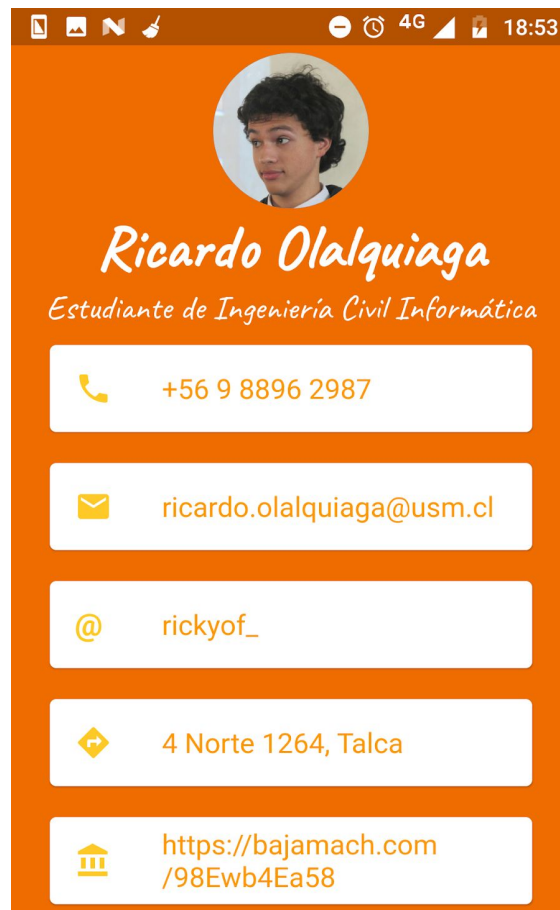 4G 18:53
Ricardo Olalquiaga
Estudiante de Ingeniería Civil Informática
+56 9 8896 2987
ricardo.olalquiaga@usm.cl
@ rickyof_
4 Norte 1264, Talca
https://bajamach.com
/98Ewb4Ea58